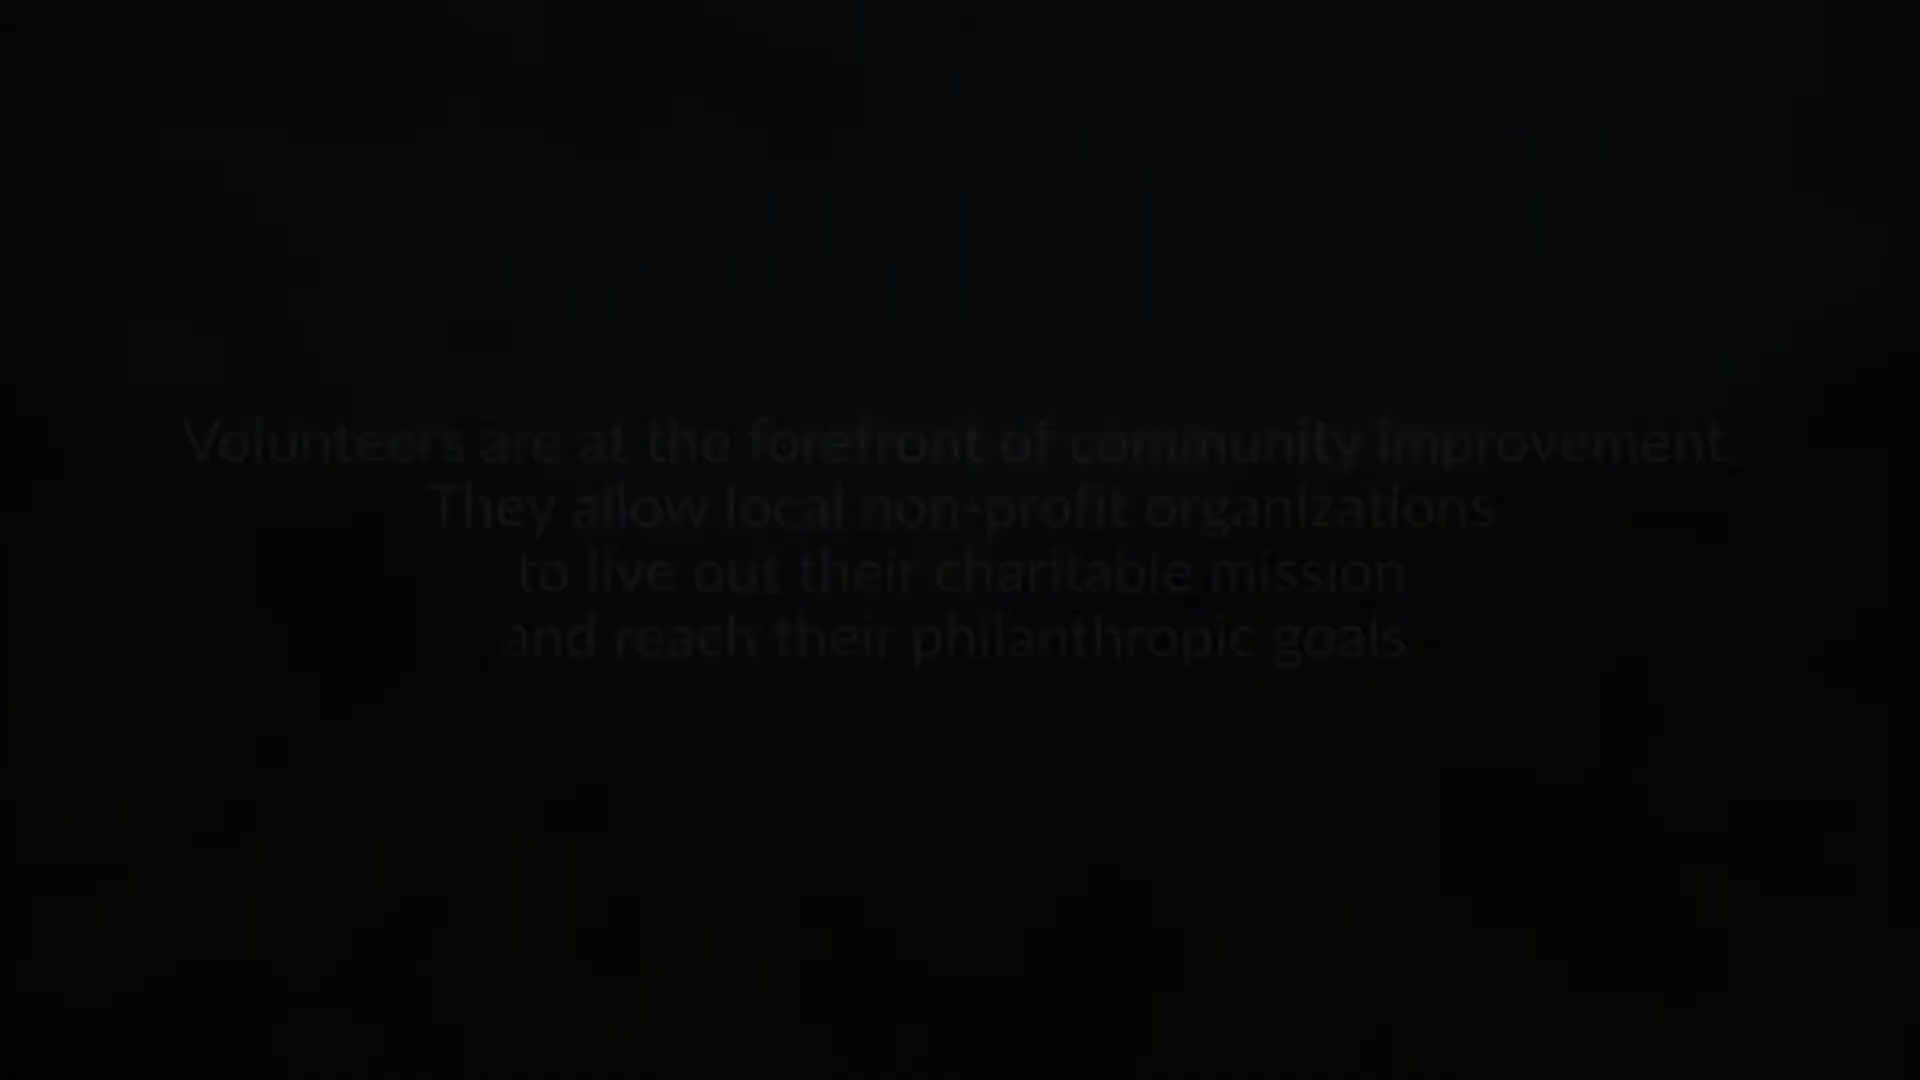 Volunteers are at the forefront of community improvement.
They allow local non-profit organizations
to live out their charitable mission
and reach their philanthropic goals.